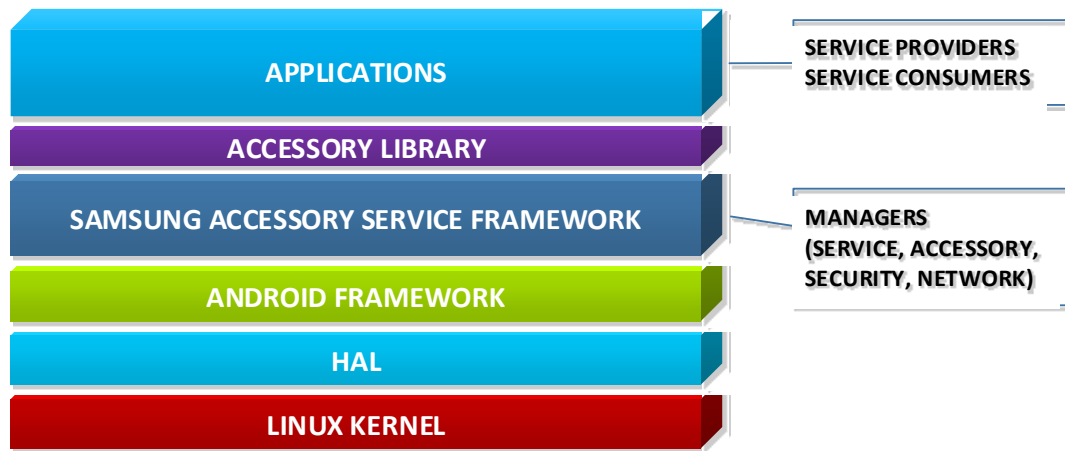 APPLICATIONS
SERVICE PROVIDERS
SERVICE CONSUMERS
ACCESSORY LIBRARY
SAMSUNG ACCESSORY SERVICE FRAMEWORK
MANAGERS
(SERVICE, ACCESSORY,
SECURITY, NETWORK)
ANDROID FRAMEWORK
HAL
LINUX KERNEL